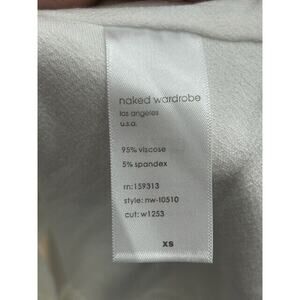 naked wardrobe
los angeles
u.s.a.
95% viscose
5% spandex
rn:159313
style: nw-10510
cut: w1253
xs